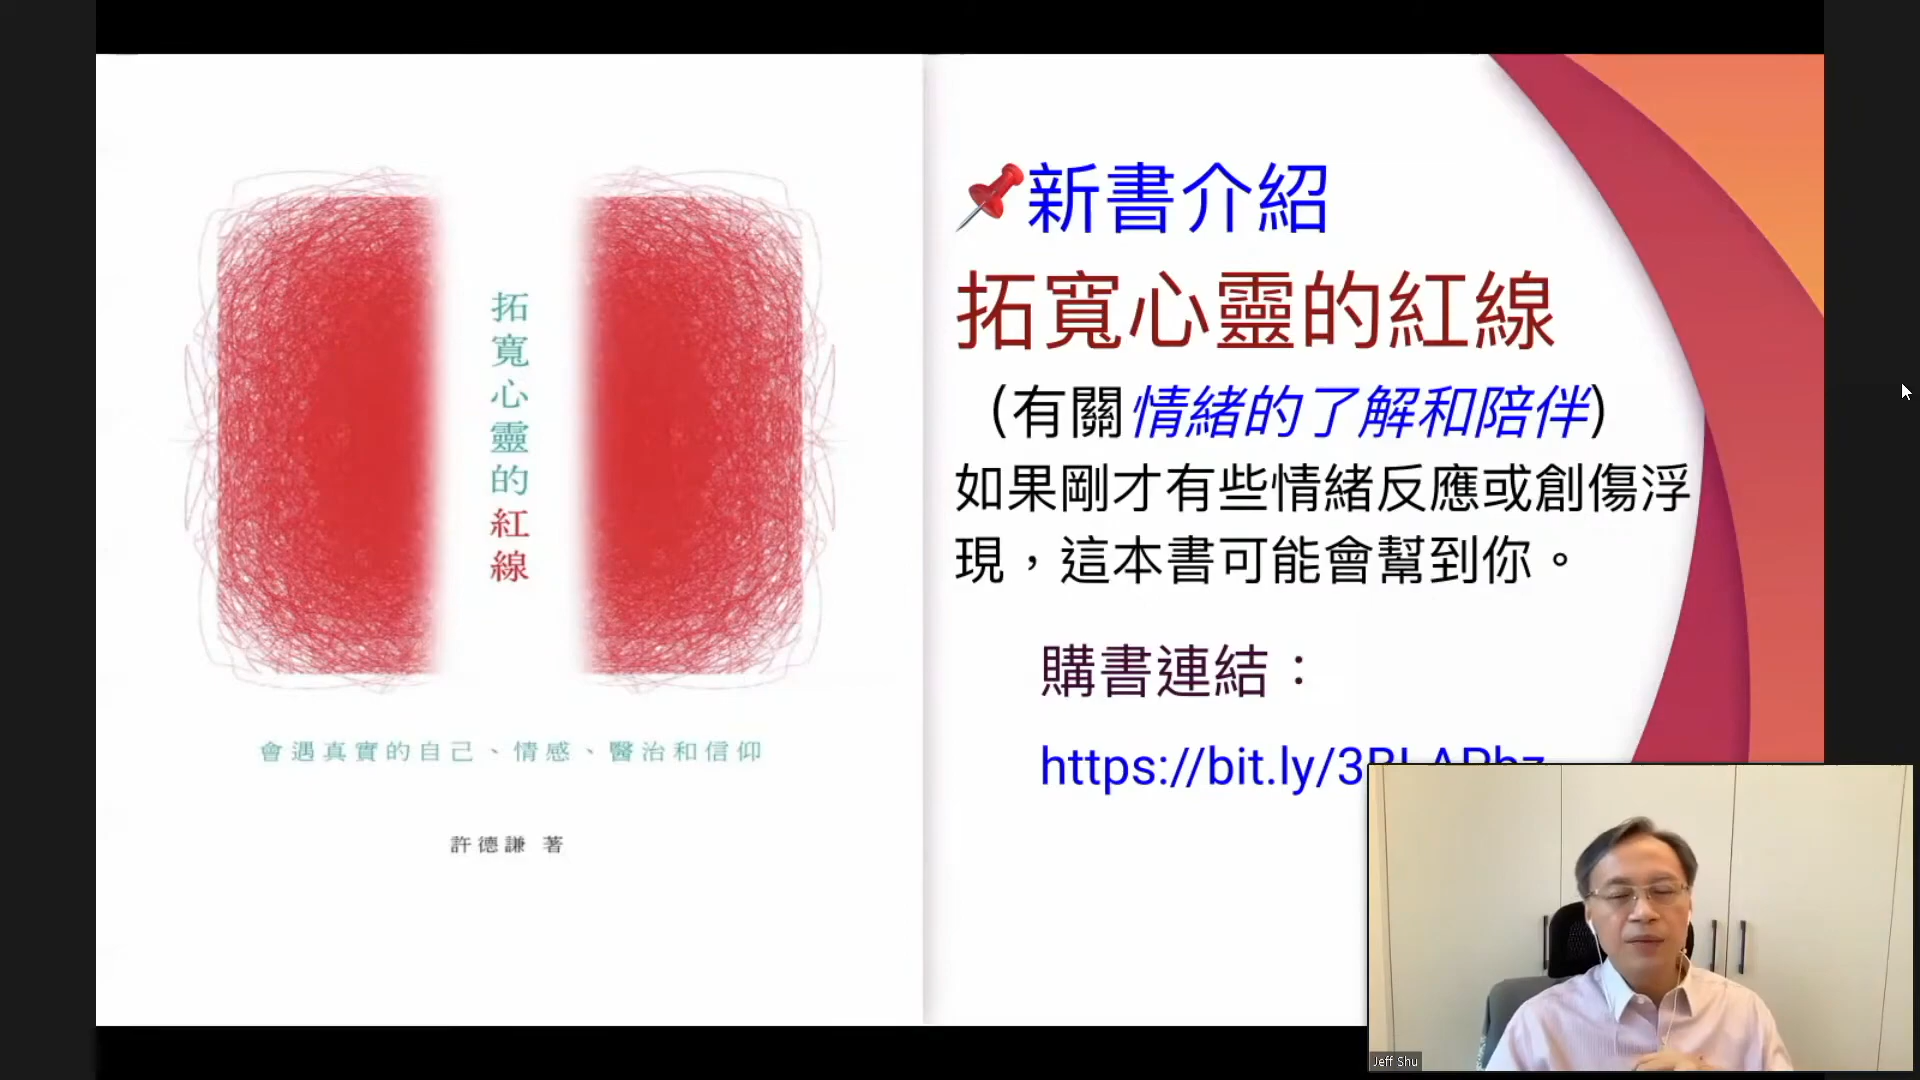 拓寬心靈的紅線
會遇真實的自己、情感、醫治和信仰
許德謙 著
📌新書介紹
拓寬心靈的紅線
（有關情緒的了解和陪伴）
如果剛才有些情緒反應或創傷浮
現，這本書可能會幫到你。
購書連結：
https://bit.ly/3
Jeff Shu